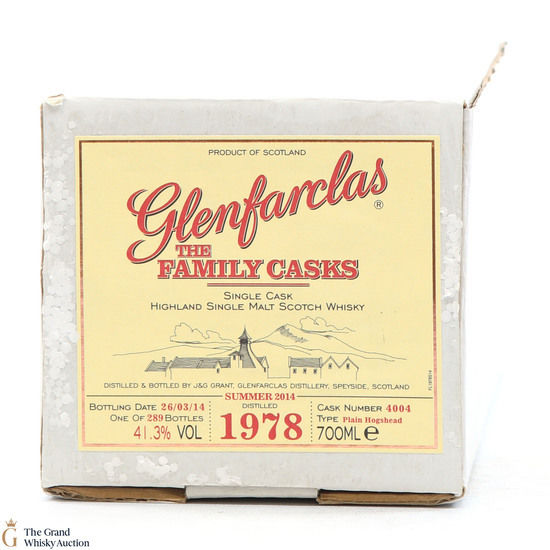 PRODUCT OF SCOTLAND
Glenfarclas®
THE
FAMILY CASKS
SINGLE CASK
HIGHLAND SINGLE MALT SCOTCH WHISKY
DISTILLED & BOTTLED BY J&G GRANT, GLENFARCLAS DISTILLERY, SPEYSIDE, SCOTLAND
SUMMER 2014
BOTTLING DATE 26/03/14
ONE OF 289 BOTTLES
41.3% VOL
DISTILLED
1978
CASK NUMBER 4004
TYPE Plain Hogshead
700ML e
G
The Grand
Whisky Auction